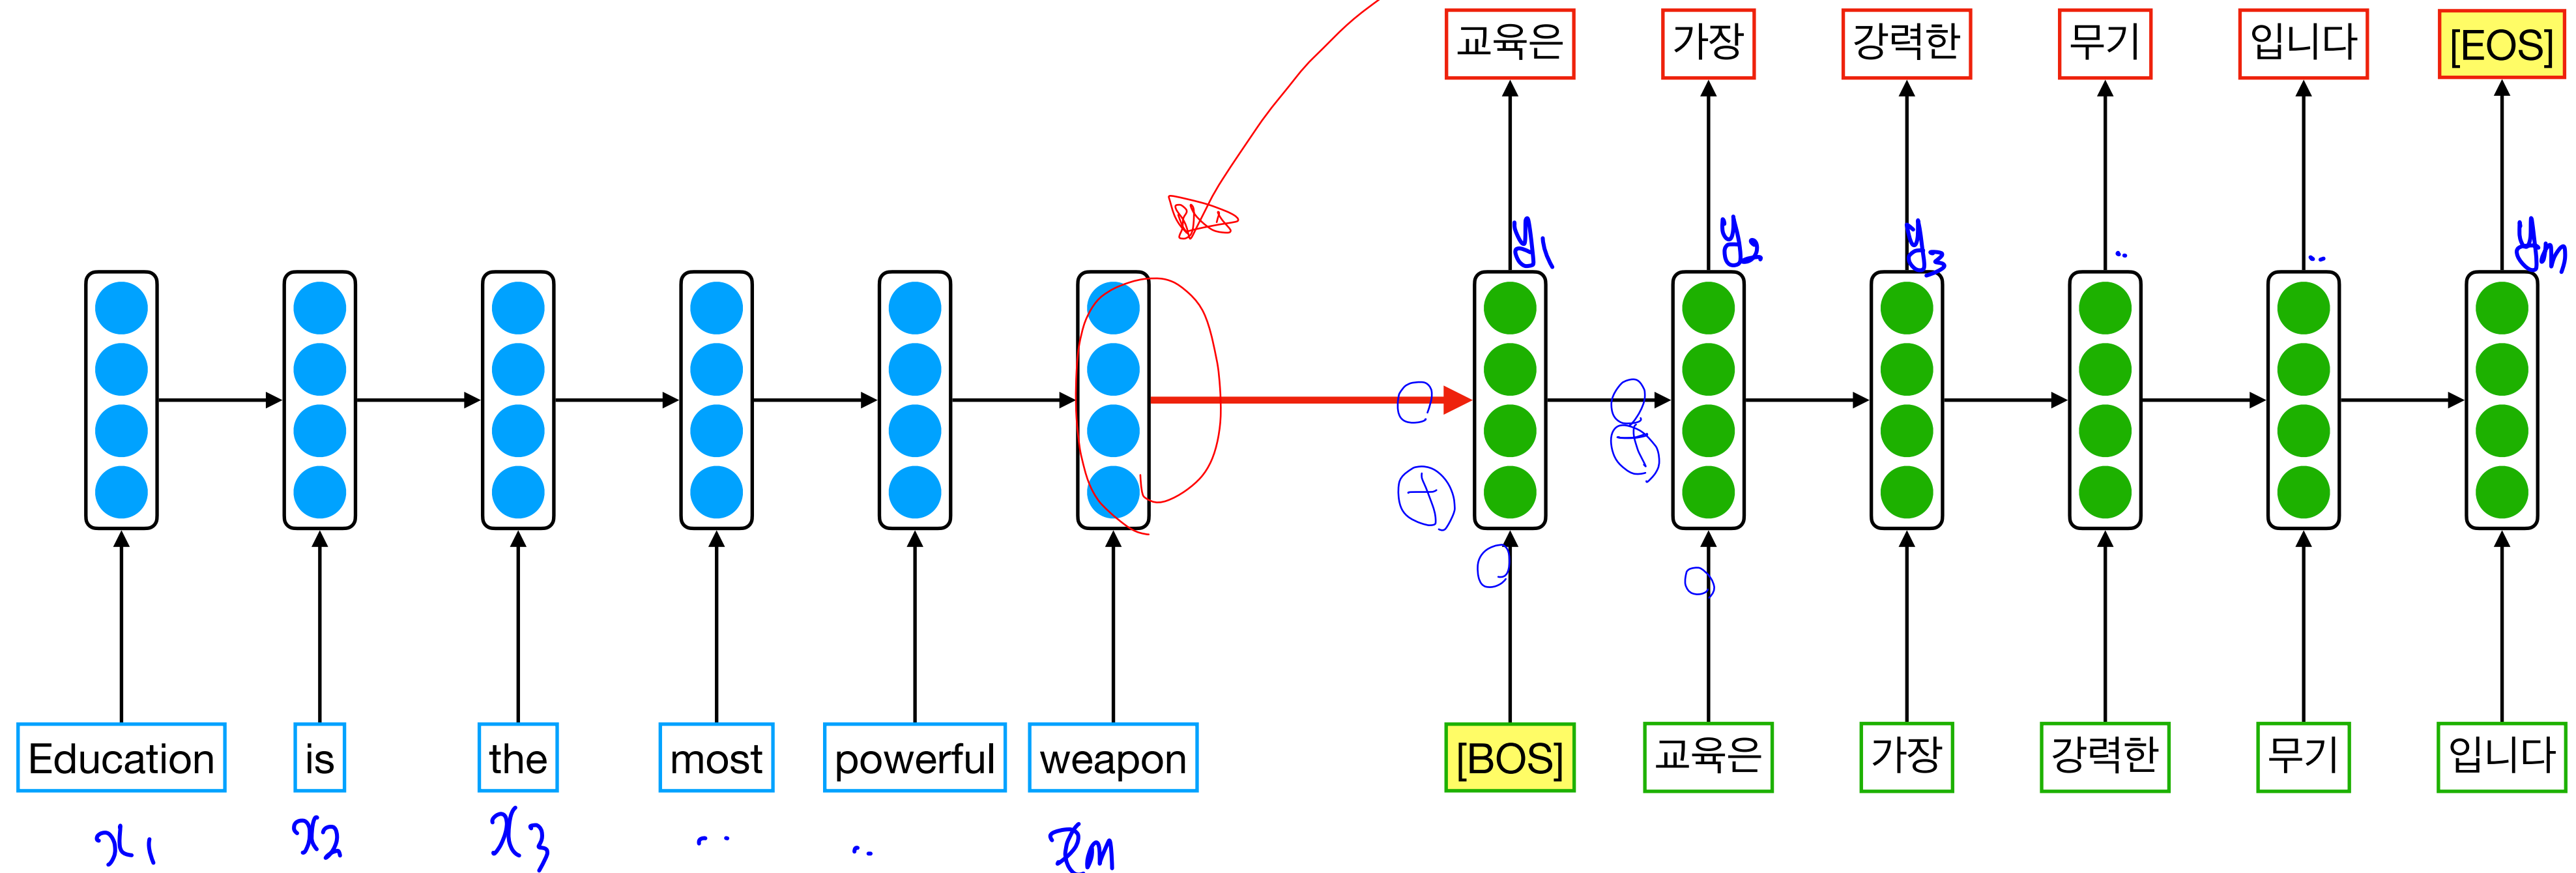 교육은 가장 강력한 무기 입니다 [EOS]
y1 y2 y3 .. .. ym
Education is the most powerful weapon [BOS] 교육은 가장 강력한 무기 입니다
x1 x2 x3 .. .. xm